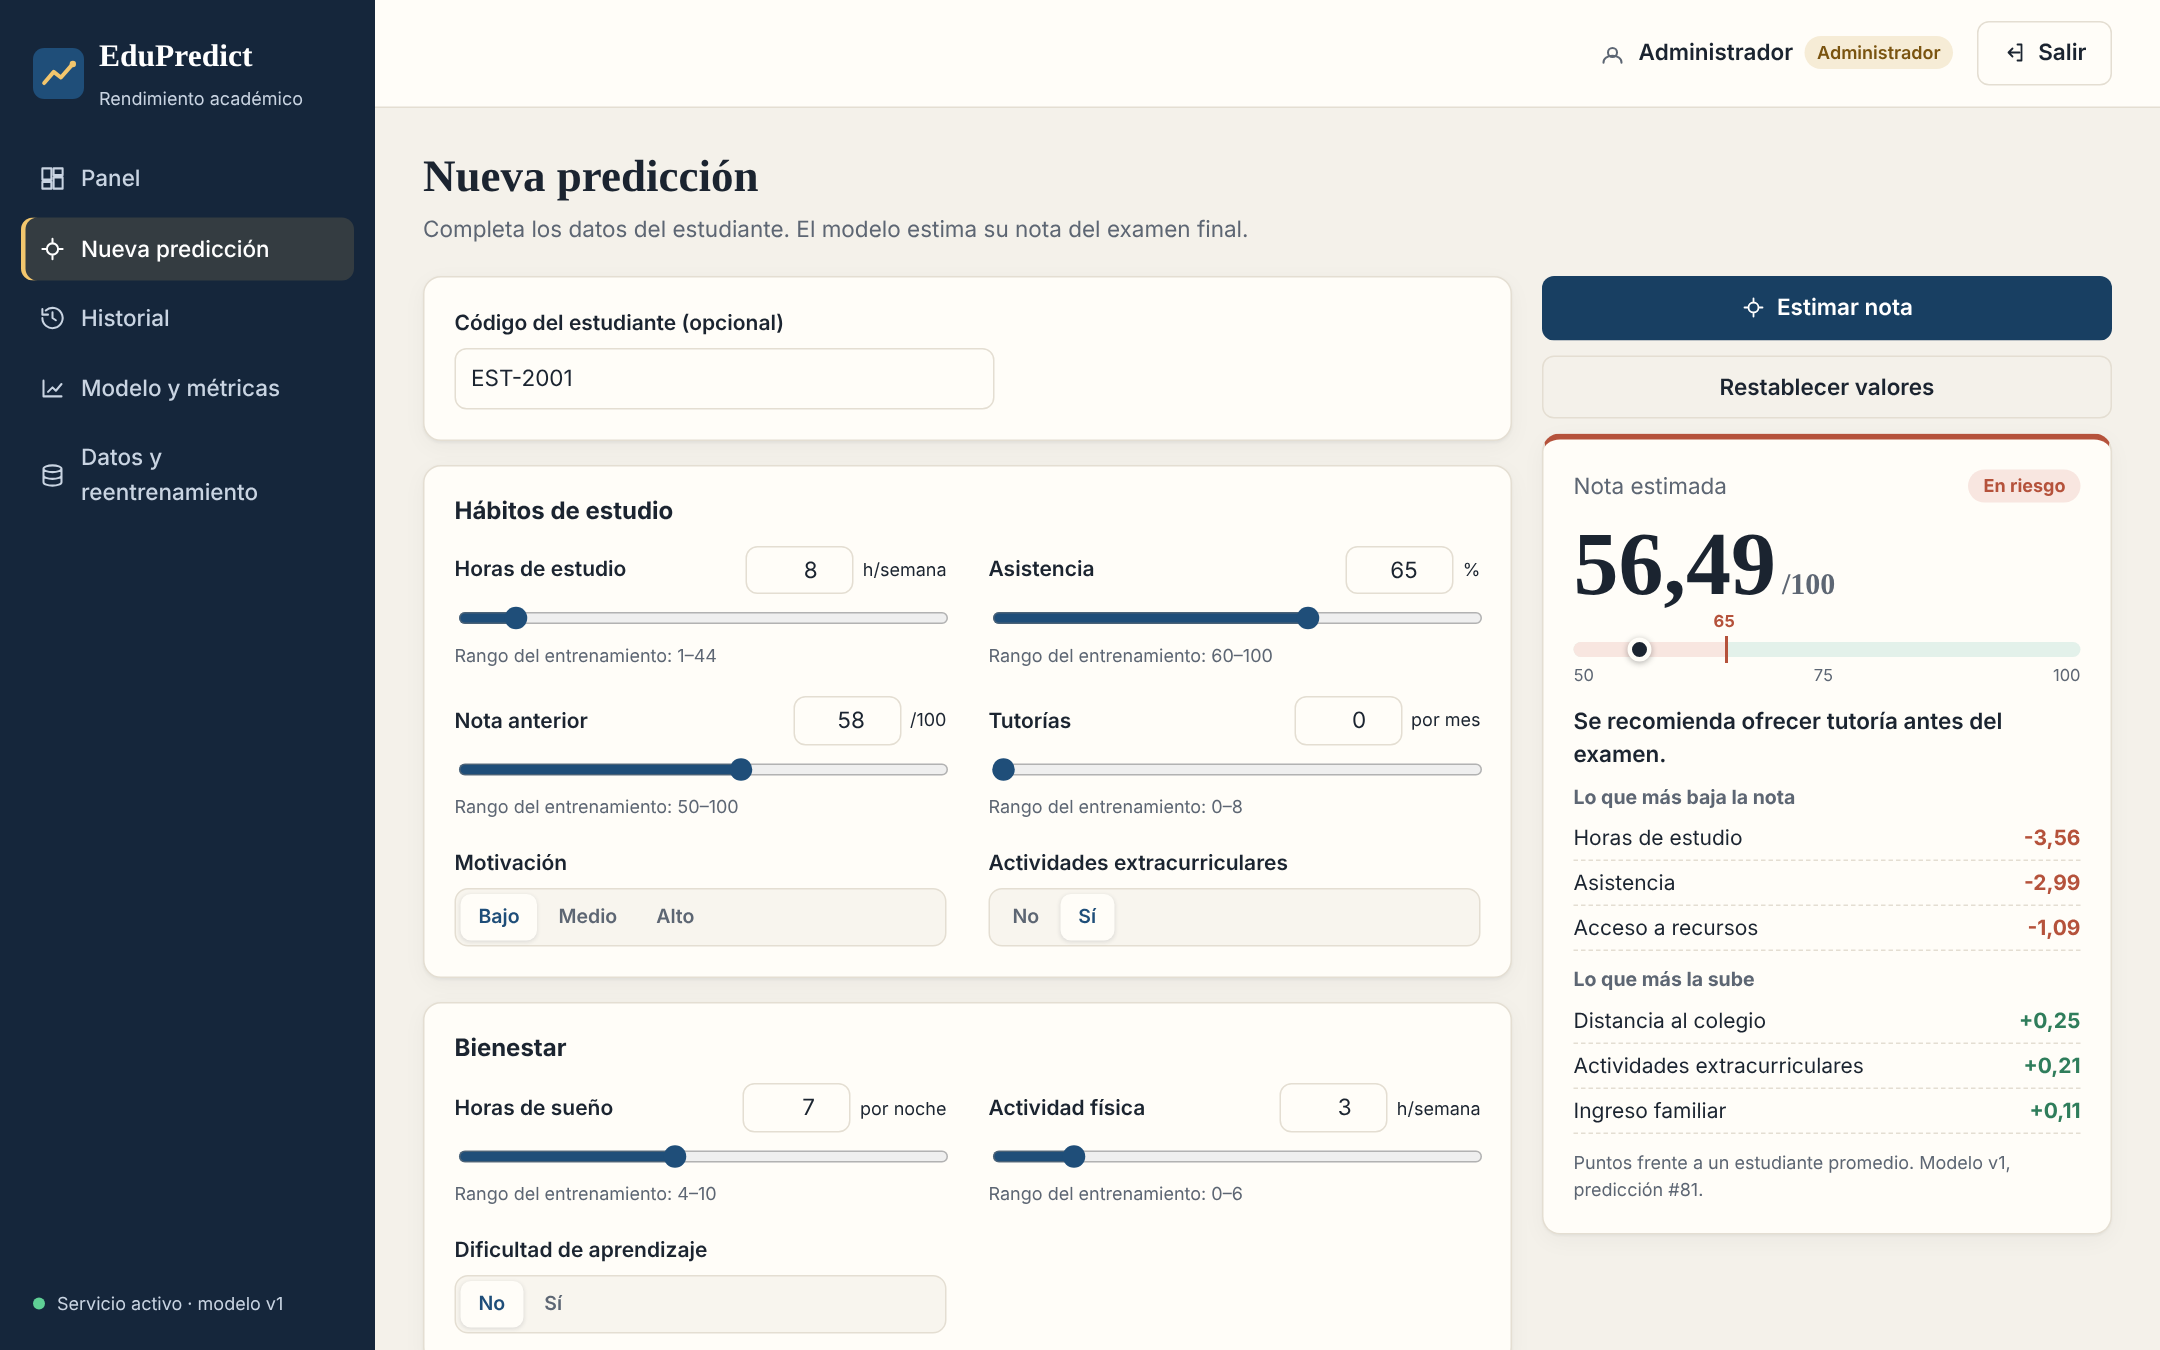 EduPredict
Rendimiento académico
Panel
Nueva predicción
Historial
Modelo y métricas
Datos y
reentrenamiento
Servicio activo · modelo v1
Administrador
Administrador
Salir
Nueva predicción
Completa los datos del estudiante. El modelo estima su nota del examen final.
Código del estudiante (opcional)
EST-2001
Hábitos de estudio
Horas de estudio 8 h/semana
Rango del entrenamiento: 1–44
Asistencia 65 %
Rango del entrenamiento: 60–100
Nota anterior 58 /100
Rango del entrenamiento: 50–100
Tutorías 0 por mes
Rango del entrenamiento: 0–8
Motivación
Bajo Medio Alto
Actividades extracurriculares
No Sí
Bienestar
Horas de sueño 7 por noche
Rango del entrenamiento: 4–10
Actividad física 3 h/semana
Rango del entrenamiento: 0–6
Dificultad de aprendizaje
No Sí
Estimar nota
Restablecer valores
Nota estimada En riesgo
56,49 /100
65
50 75 100
Se recomienda ofrecer tutoría antes del
examen.
Lo que más baja la nota
Horas de estudio -3,56
Asistencia -2,99
Acceso a recursos -1,09
Lo que más la sube
Distancia al colegio +0,25
Actividades extracurriculares +0,21
Ingreso familiar +0,11
Puntos frente a un estudiante promedio. Modelo v1,
predicción #81.